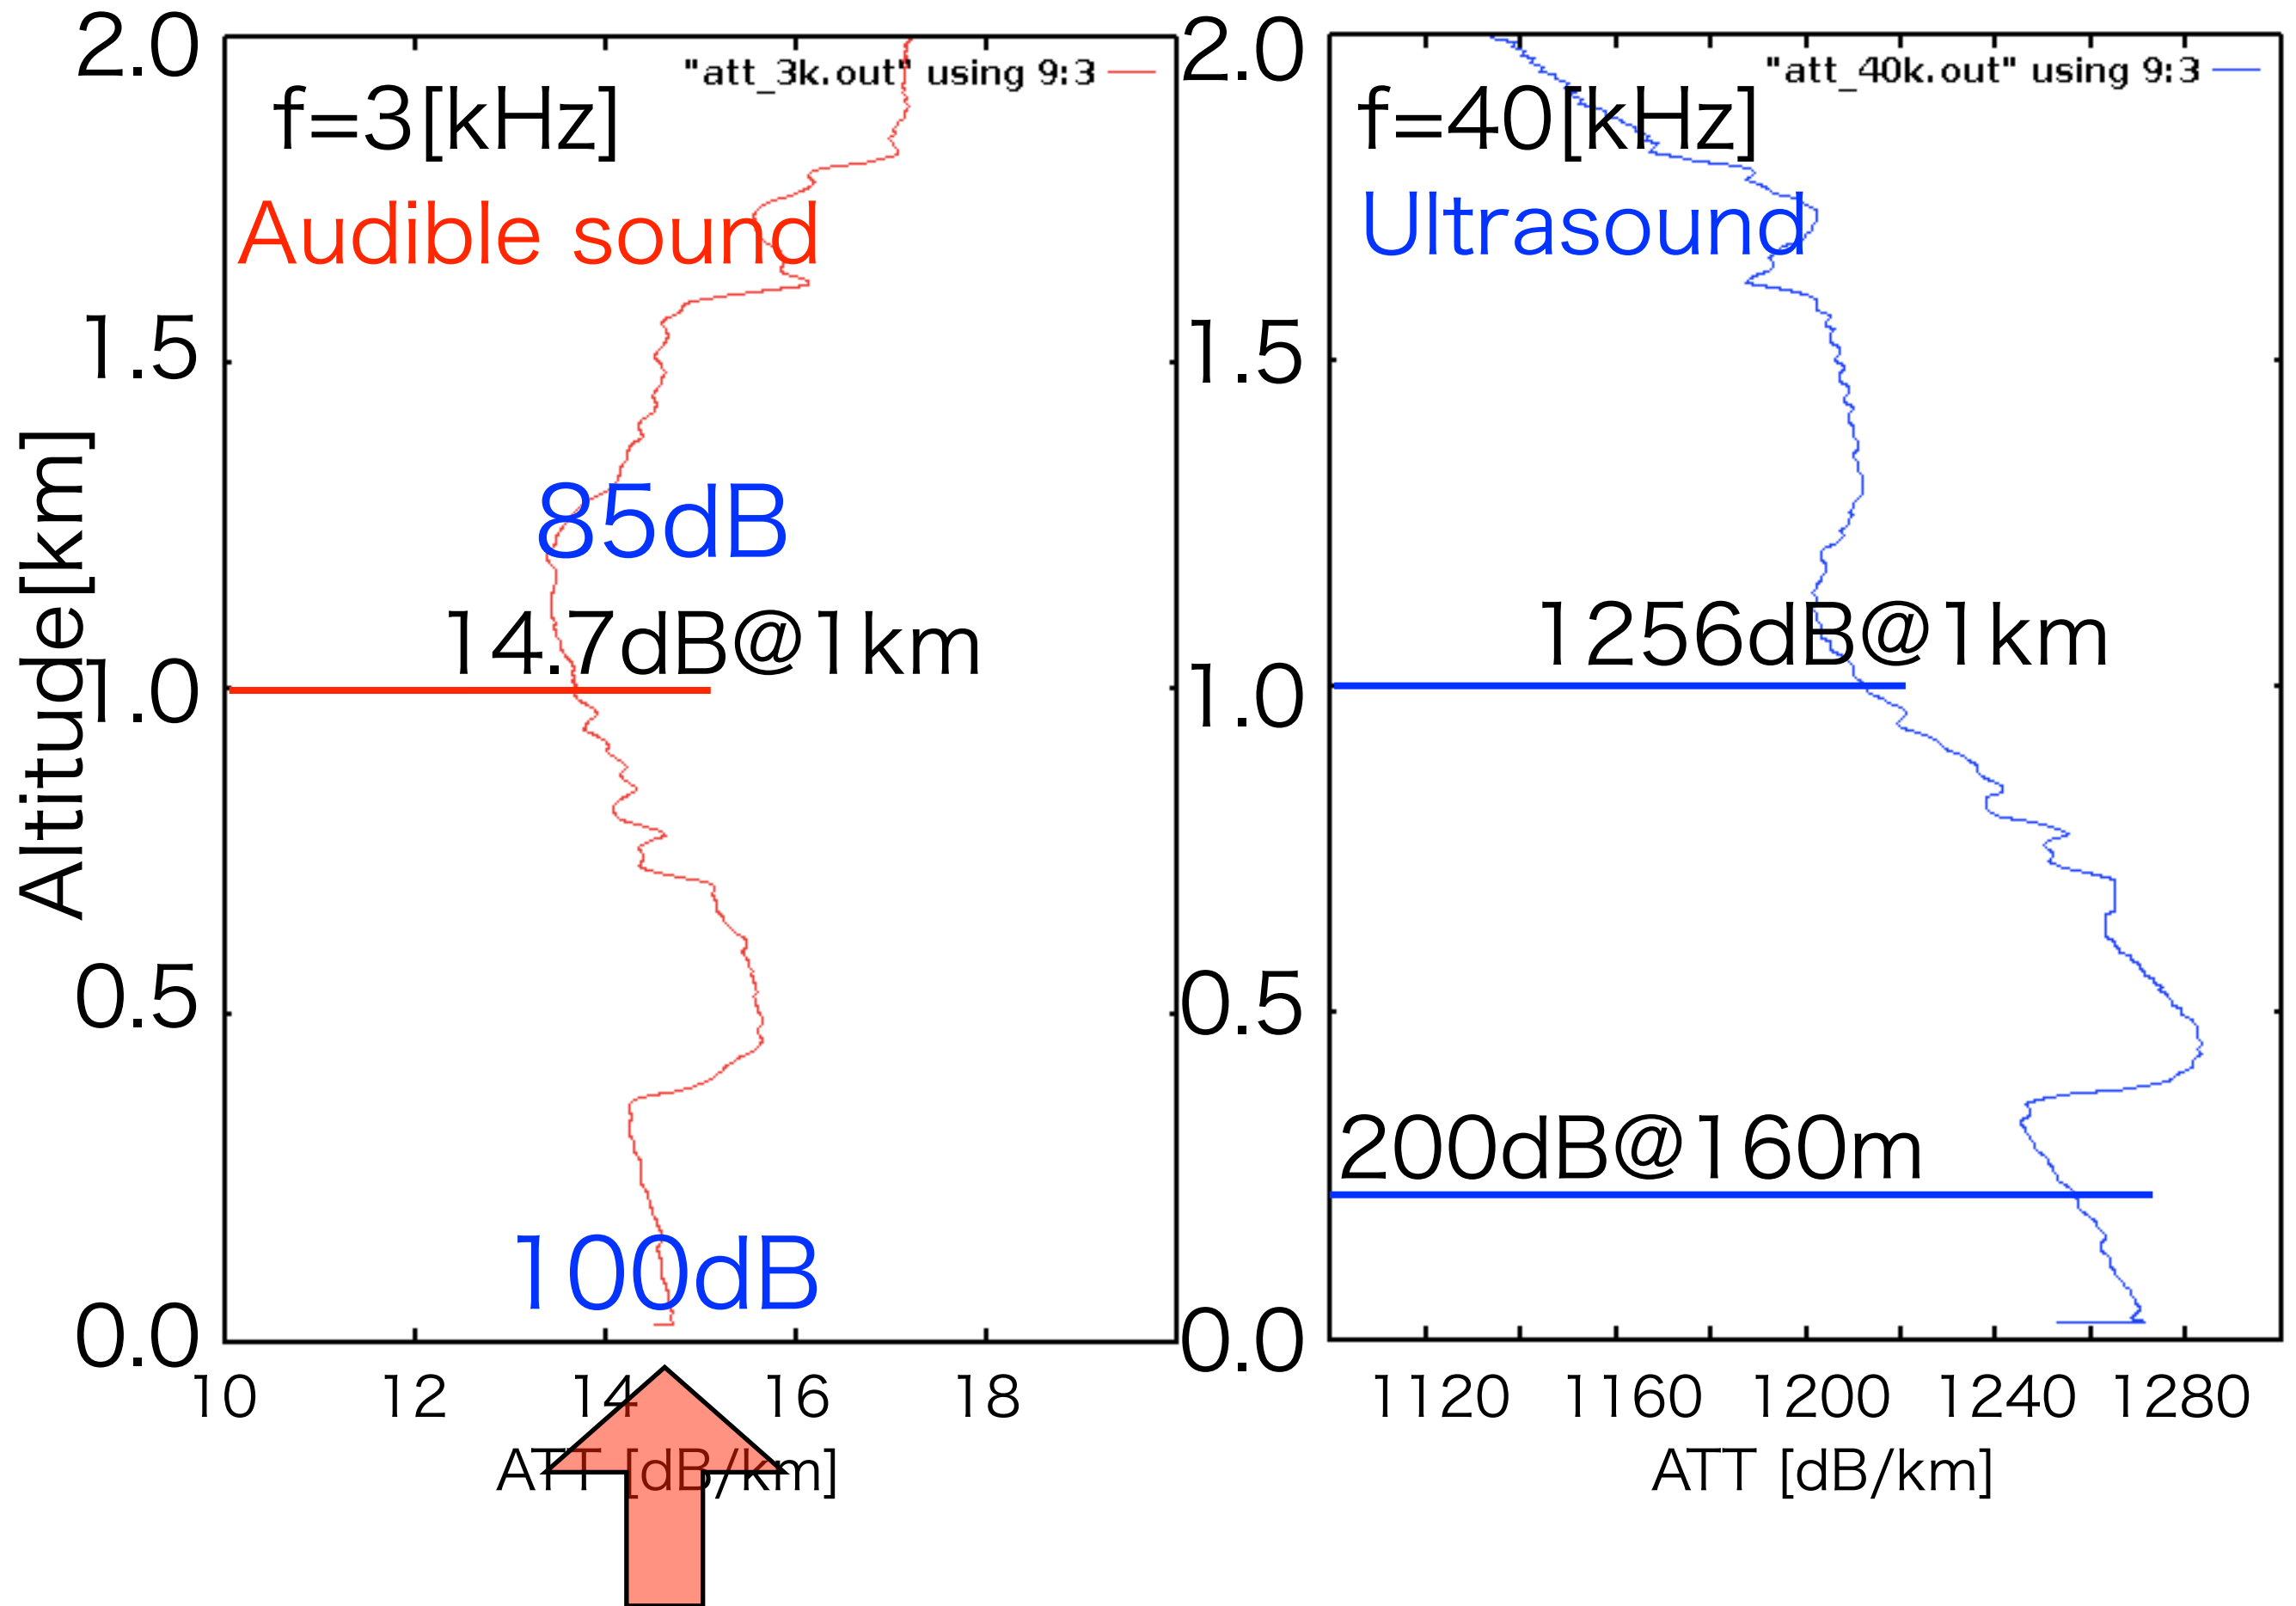 "att_3k.out" using 9:3
f=3[kHz]
Audible sound
85dB
14.7dB@1km
100dB
Altitude[km]
2.0
1.5
1.0
0.5
0.0
10 12 14 16 18
ATT [dB/km]
"att_40k.out" using 9:3
f=40[kHz]
Ultrasound
1256dB@1km
200dB@160m
2.0
1.5
1.0
0.5
0.0
1120 1160 1200 1240 1280
ATT [dB/km]